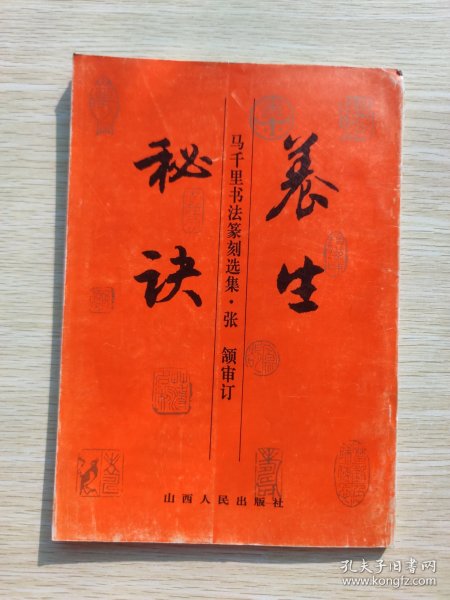 养生
秘诀
马千里书法篆刻选集·张 颔审订
山西人民出版社
孔夫子旧书网
www.kongfz.com